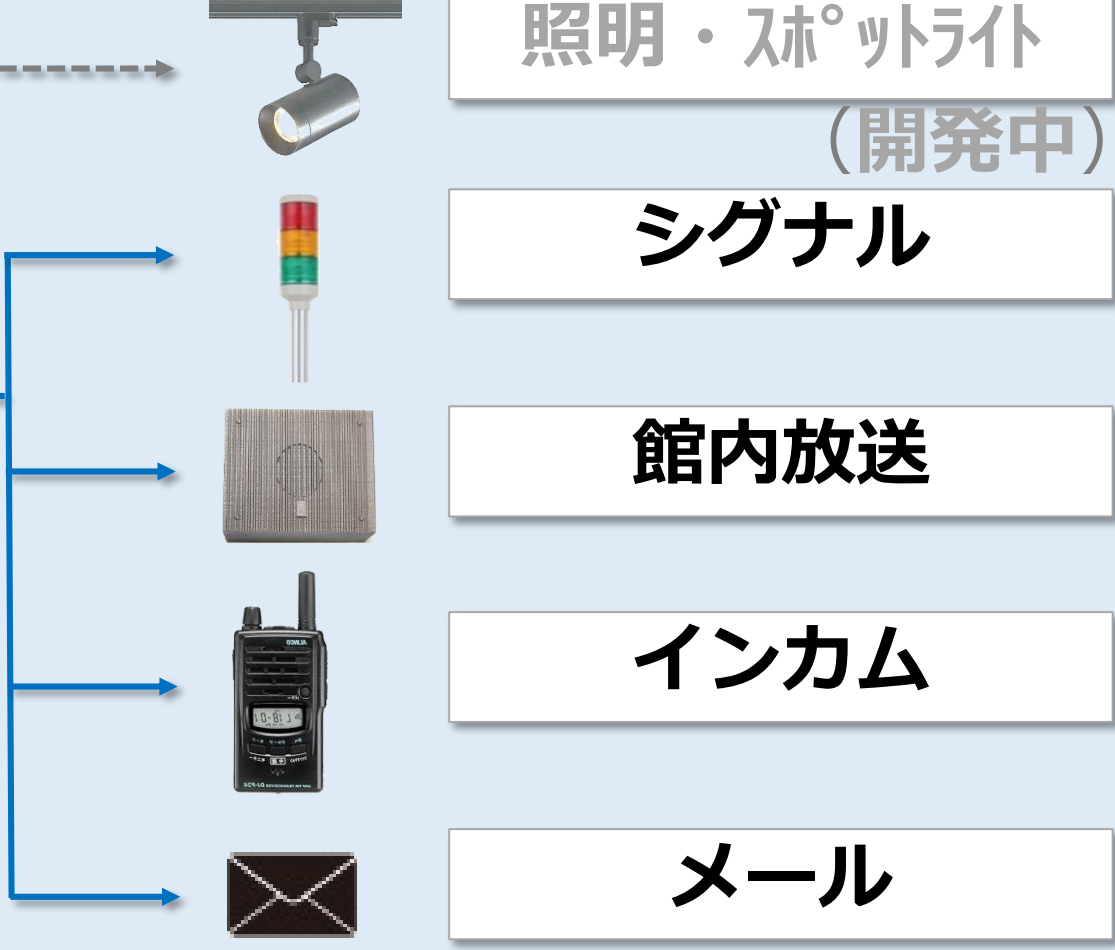 照明・ｽﾎﾟｯﾄﾗｲﾄ
（開発中）
シグナル
館内放送
インカム
メール